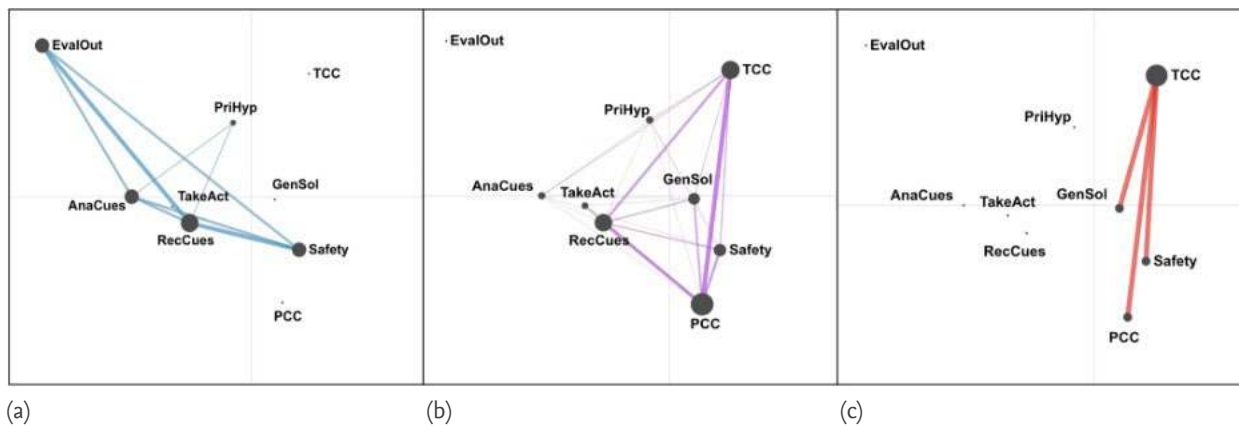 EvalOut
TCC
PriHyp
GenSol
AnaCues
TakeAct
RecCues
Safety
PCC
EvalOut
TCC
PriHyp
GenSol
AnaCues
TakeAct
RecCues
Safety
PCC
EvalOut
TCC
PriHyp
GenSol
AnaCues
TakeAct
RecCues
Safety
PCC
(a)
(b)
(c)